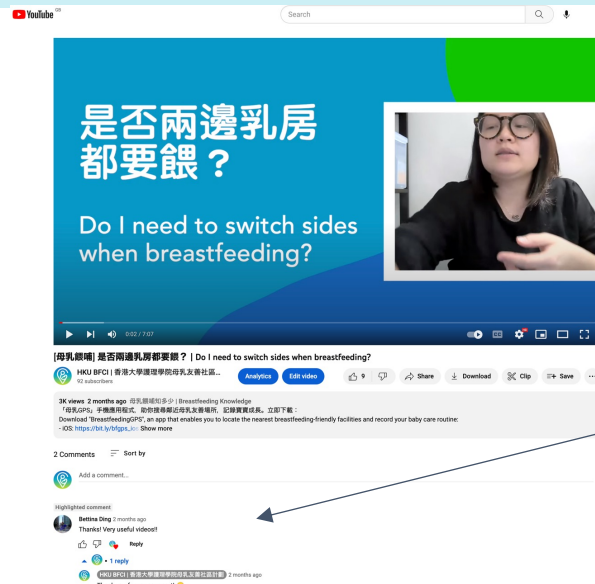 YouTube
Search
是否兩邊乳房
都要餵？
Do I need to switch sides
when breastfeeding?
0:02 / 7:07
[母乳餵哺] 是否兩邊乳房都要餵？ | Do I need to switch sides when breastfeeding?
HKU BFCI | 香港大學護理學院母乳友善社區...
92 subscribers
Analytics
Edit video
9
Share
Download
Clip
Save
3K views 2 months ago 母乳餵哺知多少 | Breastfeeding Knowledge
「母乳GPS」手機應用程式，助你搜尋鄰近母乳友善場所，記錄寶寶成長。立即下載：
Download "BreastfeedingGPS", an app that enables you to locate the nearest breastfeeding-friendly facilities and record your baby care routine:
- iOS: https://bit.ly/bfgps_ios Show more
2 Comments
Sort by
Add a comment...
Highlighted comment
Bettina Ding 2 months ago
Thanks! Very useful videos!!
Reply
1 reply
HKU BFCI | 香港大學護理學院母乳友善社區計劃 2 months ago